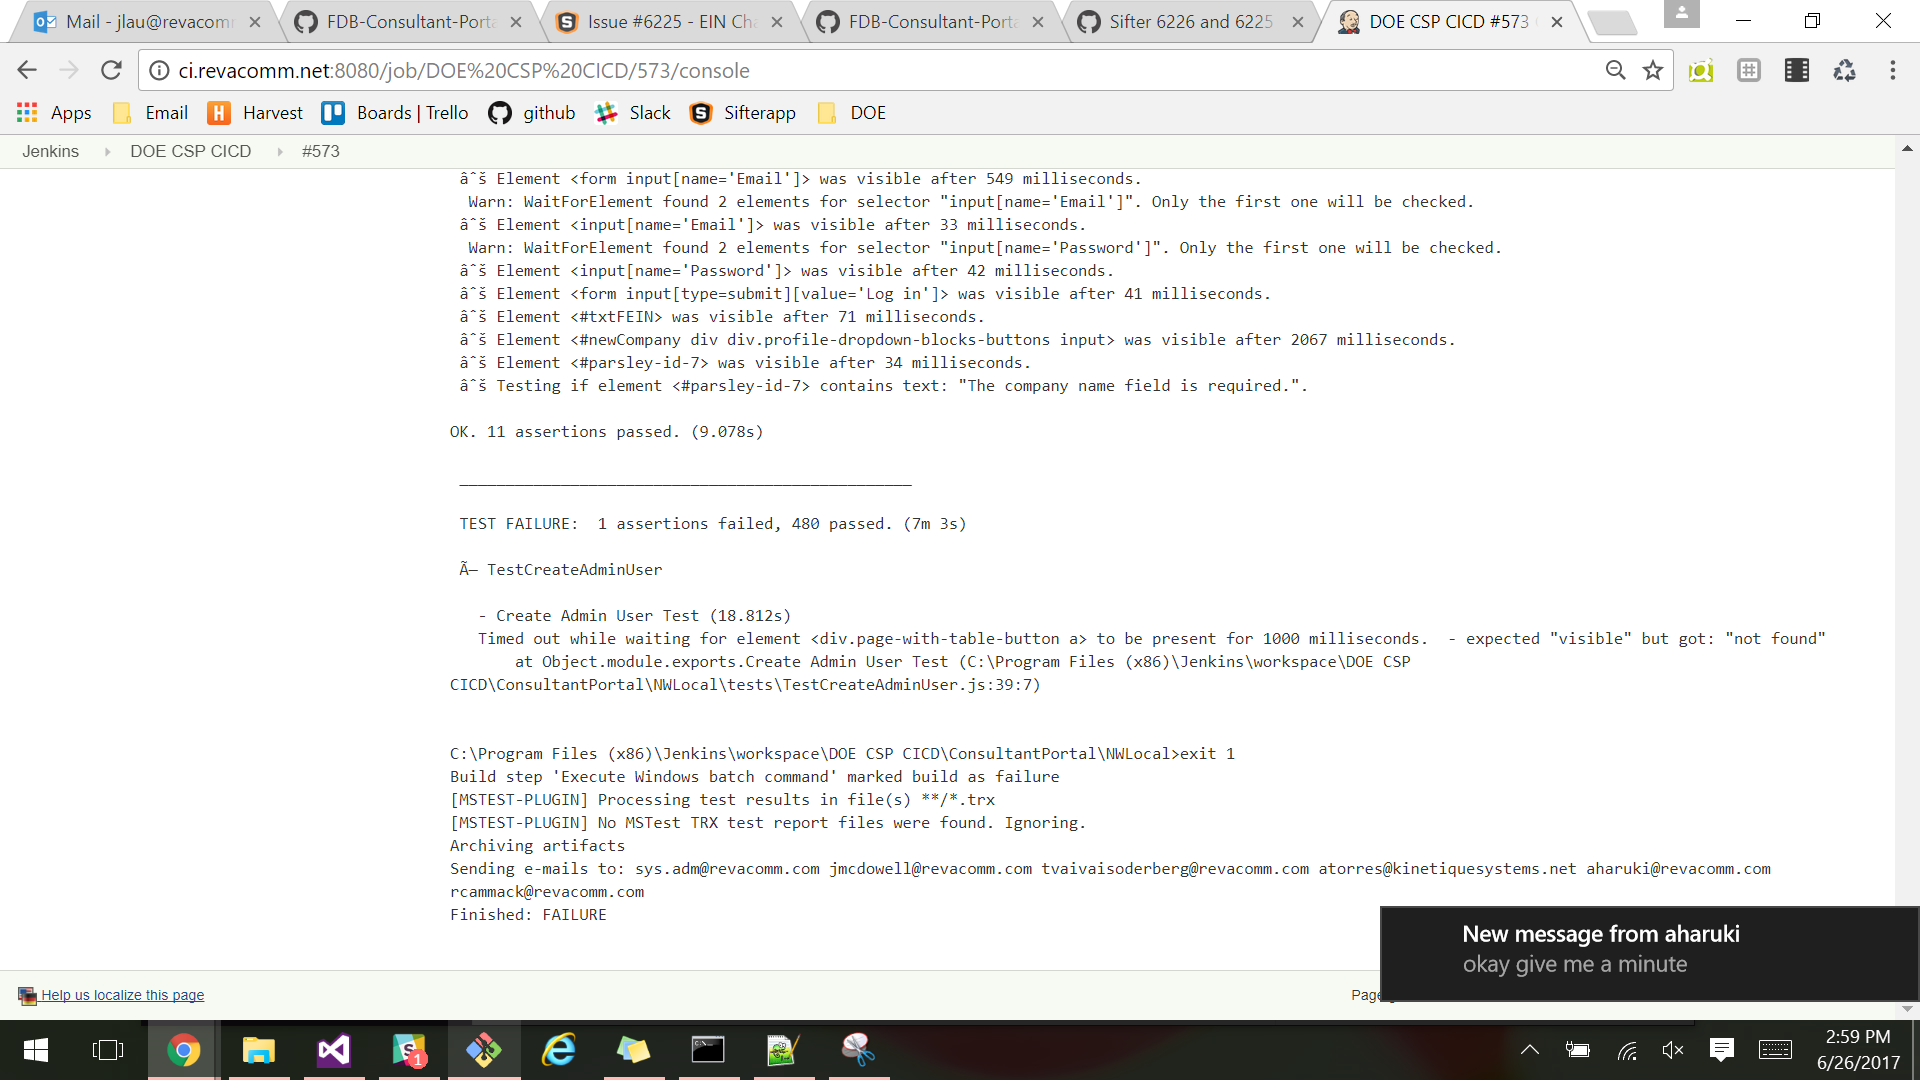 Mail - jlau@revacomm
FDB-Consultant-Porta
Issue #6225 - EIN Cha
FDB-Consultant-Porta
Sifter 6226 and 6225
DOE CSP CICD #573
ci.revacomm.net:8080/job/DOE%20CSP%20CICD/573/console
Apps Email Harvest Boards | Trello github Slack Sifterapp DOE
Jenkins DOE CSP CICD #573
âˆš Element <form input[name='Email']> was visible after 549 milliseconds.
Warn: WaitForElement found 2 elements for selector "input[name='Email']". Only the first one will be checked.
âˆš Element <input[name='Email']> was visible after 33 milliseconds.
Warn: WaitForElement found 2 elements for selector "input[name='Password']". Only the first one will be checked.
âˆš Element <input[name='Password']> was visible after 42 milliseconds.
âˆš Element <form input[type=submit][value='Log in']> was visible after 41 milliseconds.
âˆš Element <#txtFEIN> was visible after 71 milliseconds.
âˆš Element <#newCompany div div.profile-dropdown-blocks-buttons input> was visible after 2067 milliseconds.
âˆš Element <#parsley-id-7> was visible after 34 milliseconds.
âˆš Testing if element <#parsley-id-7> contains text: "The company name field is required.".
OK. 11 assertions passed. (9.078s)
_________________________________________________
TEST FAILURE:  1 assertions failed, 480 passed. (7m 3s)
Ã— TestCreateAdminUser
- Create Admin User Test (18.812s)
Timed out while waiting for element <div.page-with-table-button a> to be present for 1000 milliseconds.  - expected "visible" but got: "not found"
at Object.module.exports.Create Admin User Test (C:\Program Files (x86)\Jenkins\workspace\DOE CSP
CICD\ConsultantPortal\NWLocal\tests\TestCreateAdminUser.js:39:7)
C:\Program Files (x86)\Jenkins\workspace\DOE CSP CICD\ConsultantPortal\NWLocal>exit 1
Build step 'Execute Windows batch command' marked build as failure
[MSTEST-PLUGIN] Processing test results in file(s) **/*.trx
[MSTEST-PLUGIN] No MSTest TRX test report files were found. Ignoring.
Archiving artifacts
Sending e-mails to: sys.adm@revacomm.com jmcdowell@revacomm.com tvaivaisoderberg@revacomm.com atorres@kinetiquesystems.net aharuki@revacomm.com
rcammack@revacomm.com
Finished: FAILURE
New message from aharuki
okay give me a minute
Help us localize this page
Page
1
2:59 PM
6/26/2017